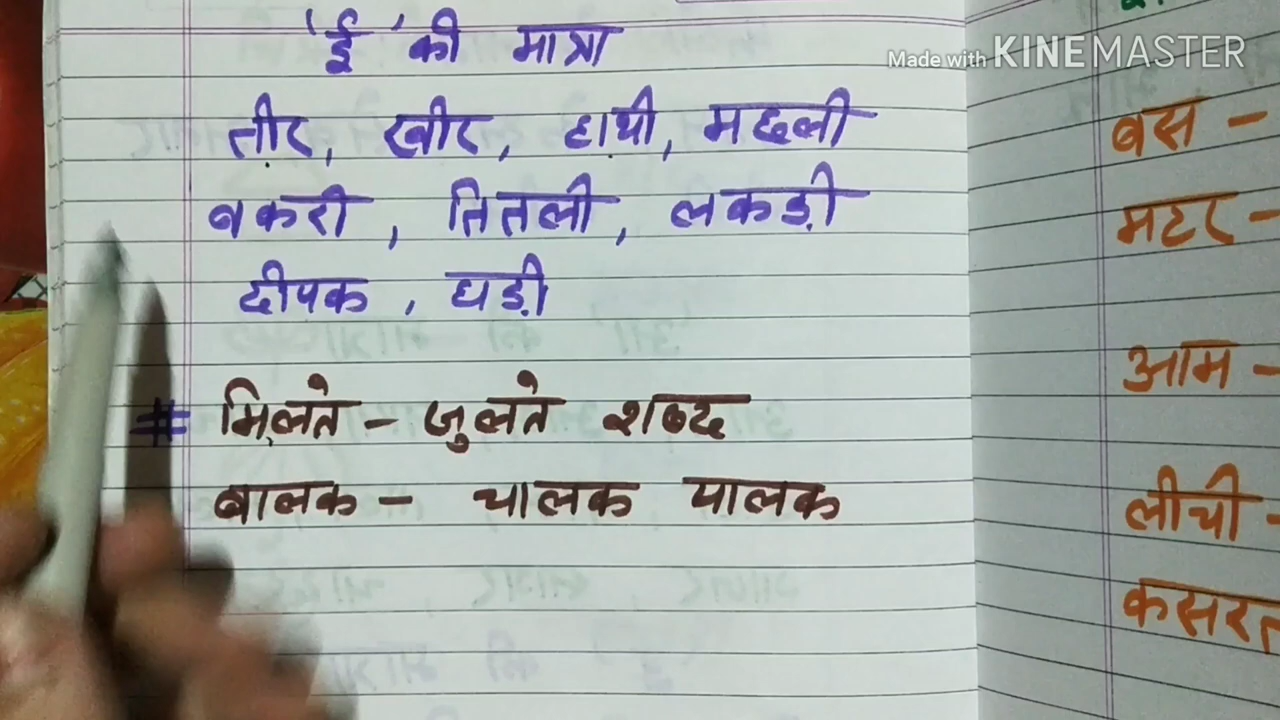 'ई' की मात्रा
तीर, खीर, हाथी, मछली
बकरी, तितली, लकड़ी
दीपक, घड़ी
# मिलते - जुलते शब्द
बालक - चालक पालक
Made with KINEMASTER
बस -
मटर -
आम -
लीची -
कसरत